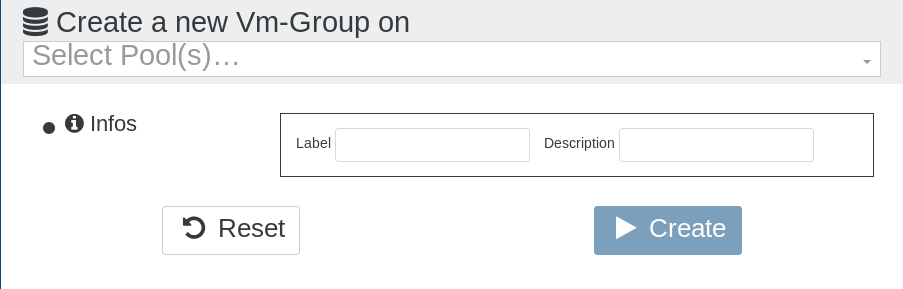 Create a new Vm-Group on
Select Pool(s)…
Infos
Label
Description
Reset
Create